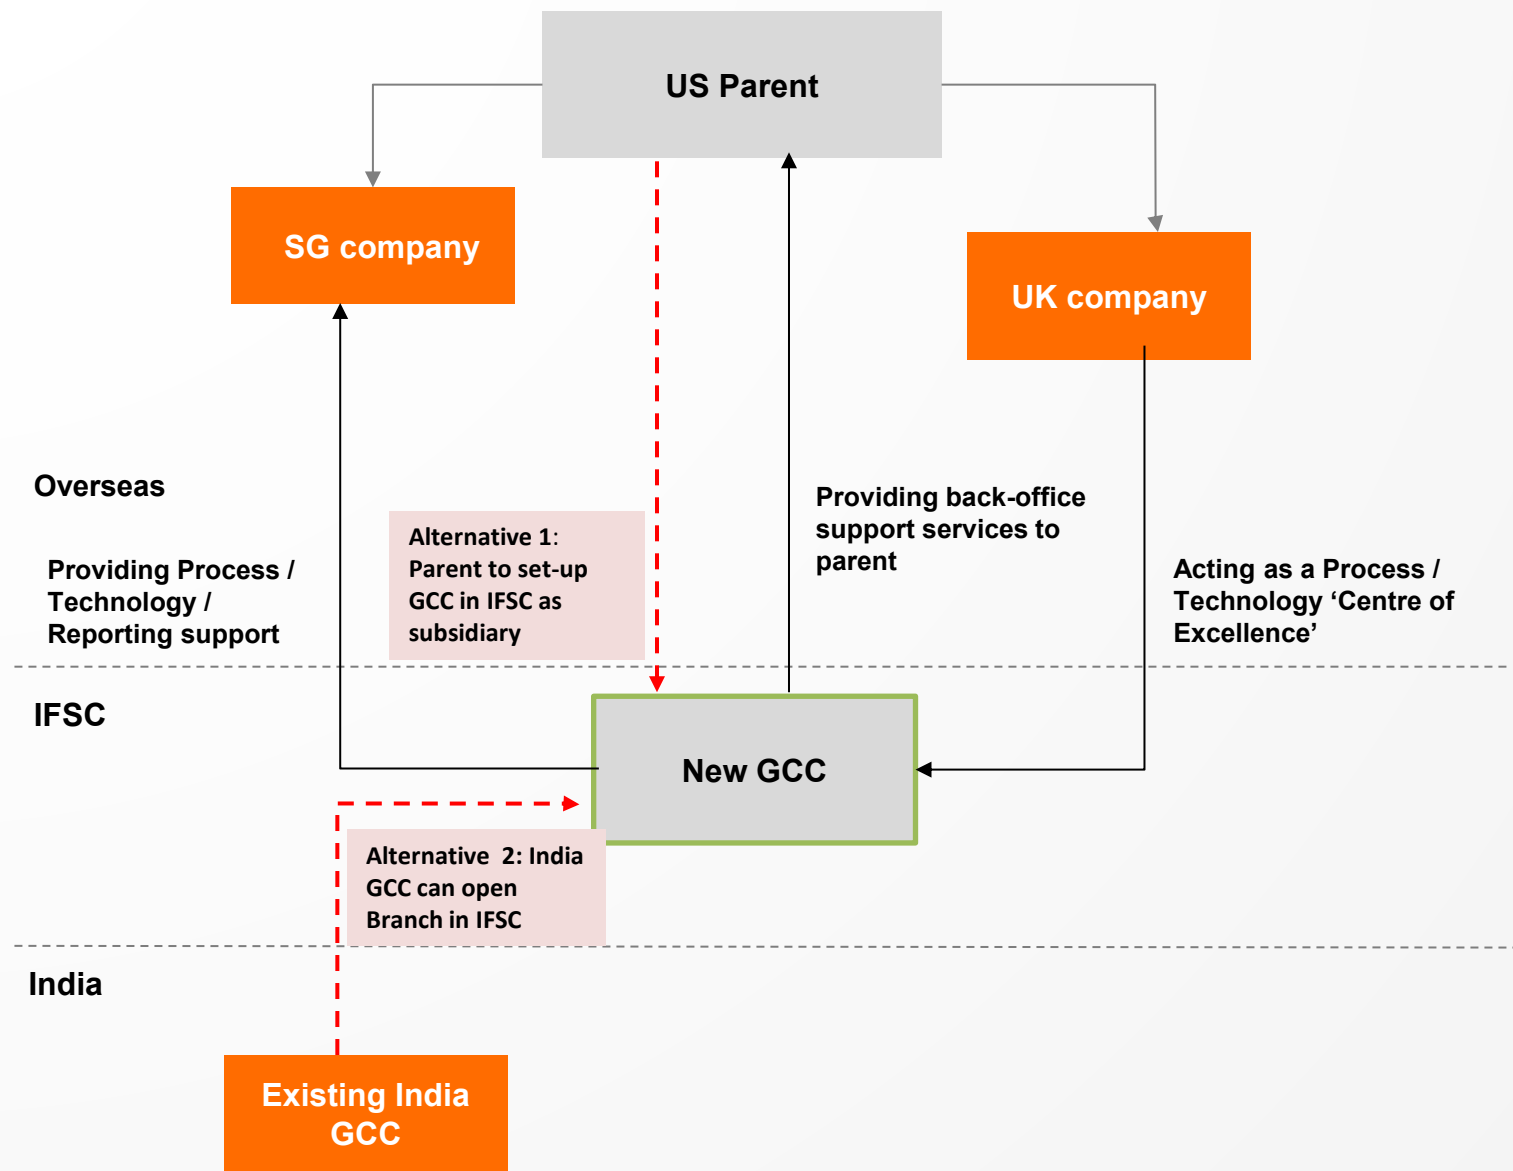 US Parent
SG company
UK company
Overseas
Providing Process /
Technology /
Reporting support
Alternative 1:
Parent to set-up
GCC in IFSC as
subsidiary
Providing back-office
support services to
parent
Acting as a Process /
Technology ‘Centre of
Excellence’
IFSC
New GCC
Alternative  2: India
GCC can open
Branch in IFSC
India
Existing India
GCC